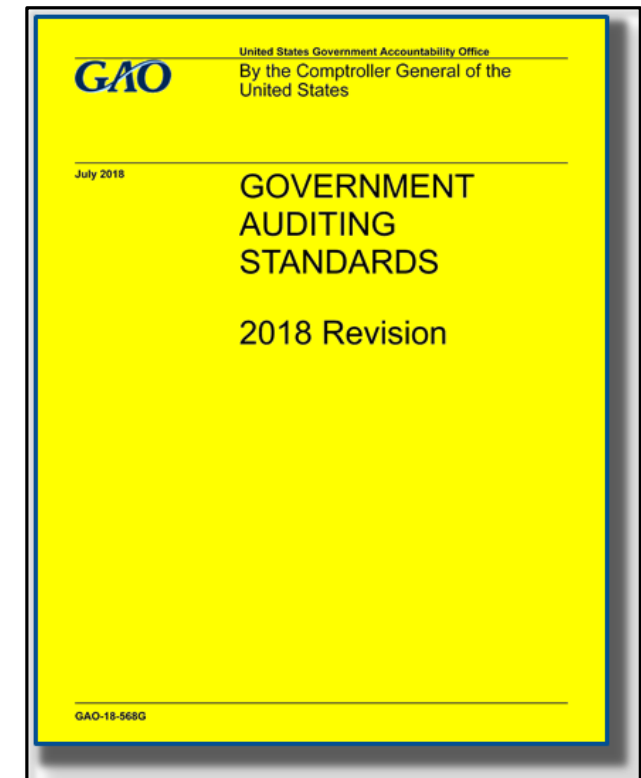 United States Government Accountability Office
GAO
By the Comptroller General of the
United States
July 2018
GOVERNMENT
AUDITING
STANDARDS
2018 Revision
GAO-18-568G